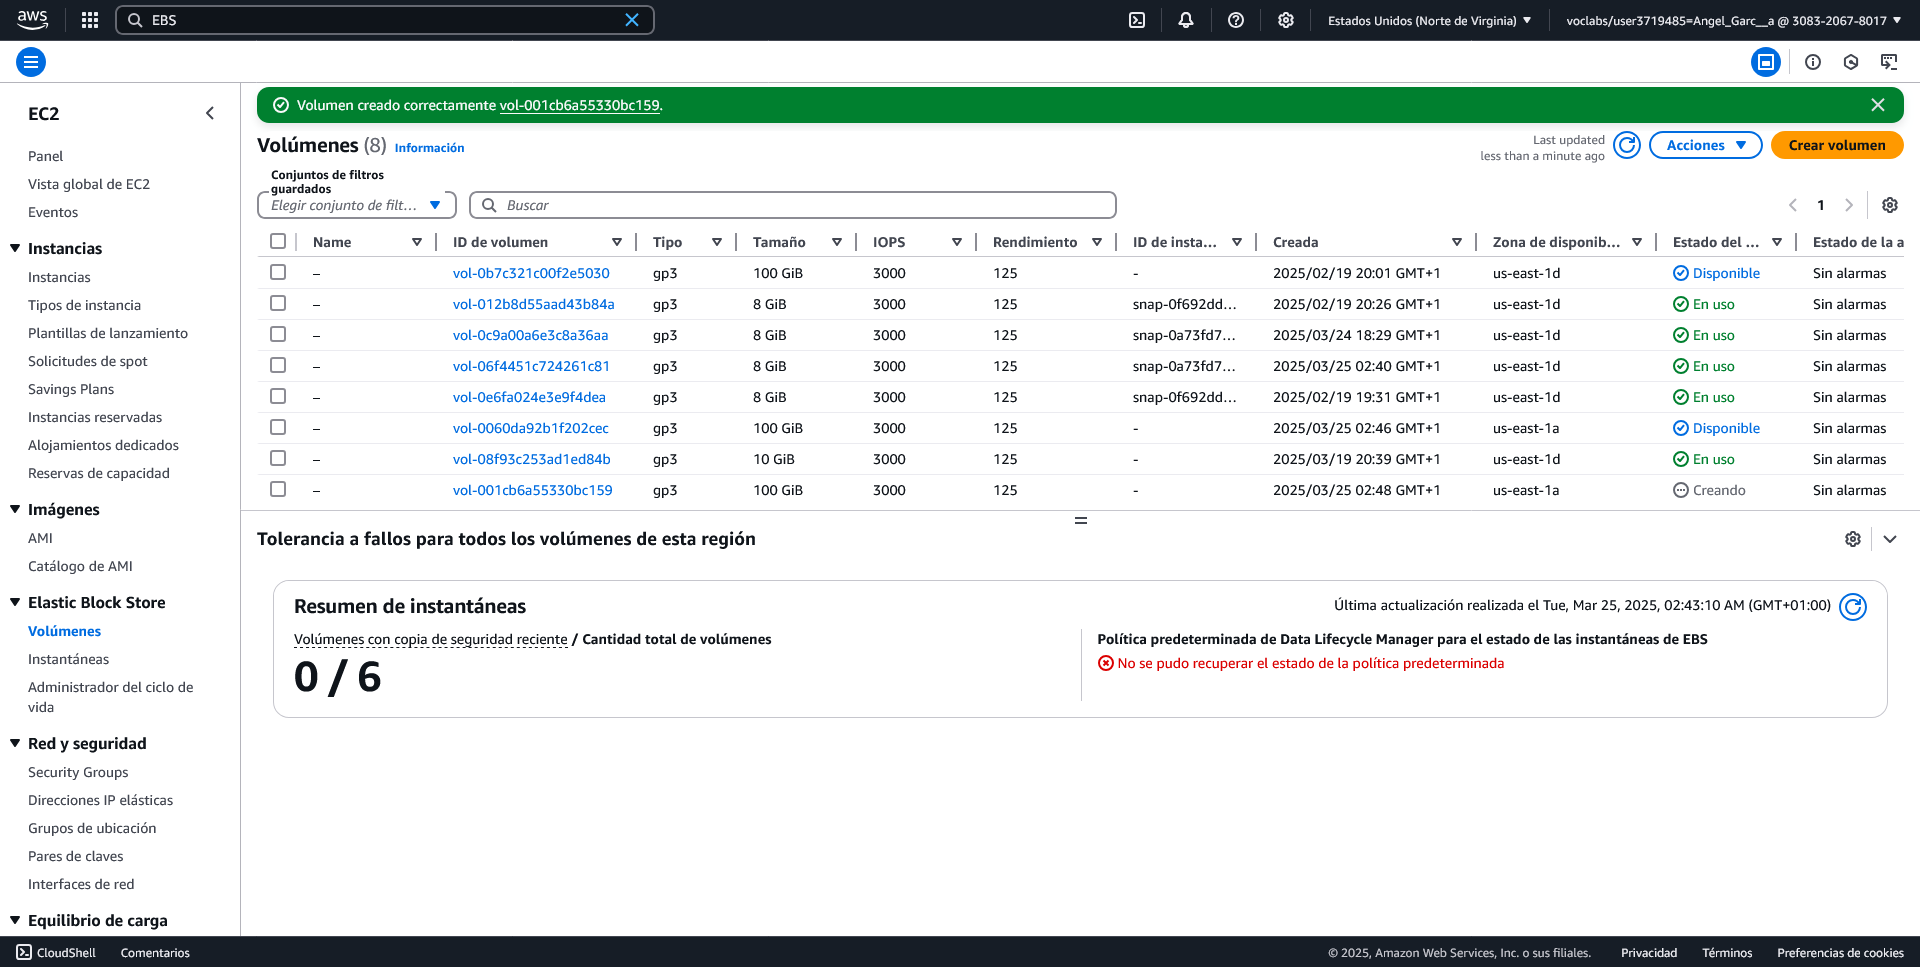 aws
EBS
Estados Unidos (Norte de Virginia)
voclabs/user3719485=Angel_Garc__a @ 3083-2067-8017
EC2
Panel
Vista global de EC2
Eventos
Instancias
Instancias
Tipos de instancia
Plantillas de lanzamiento
Solicitudes de spot
Savings Plans
Instancias reservadas
Alojamientos dedicados
Reservas de capacidad
Imágenes
AMI
Catálogo de AMI
Elastic Block Store
Volúmenes
Instantáneas
Administrador del ciclo de
vida
Red y seguridad
Security Groups
Direcciones IP elásticas
Grupos de ubicación
Pares de claves
Interfaces de red
Equilibrio de carga
Volumen creado correctamente vol-001cb6a55330bc159.
Volúmenes (8) Información
Last updated
less than a minute ago
Acciones
Crear volumen
Conjuntos de filtros
guardados
Elegir conjunto de filt...
Buscar
1
Name ID de volumen Tipo Tamaño IOPS Rendimiento ID de insta... Creada Zona de disponib... Estado del ... Estado de la a
– vol-0b7c321c00f2e5030 gp3 100 GiB 3000 125 - 2025/02/19 20:01 GMT+1 us-east-1d Disponible Sin alarmas
– vol-012b8d55aad43b84a gp3 8 GiB 3000 125 snap-0f692dd... 2025/02/19 20:26 GMT+1 us-east-1d En uso Sin alarmas
– vol-0c9a00a6e3c8a36aa gp3 8 GiB 3000 125 snap-0a73fd7... 2025/03/24 18:29 GMT+1 us-east-1d En uso Sin alarmas
– vol-06f4451c724261c81 gp3 8 GiB 3000 125 snap-0a73fd7... 2025/03/25 02:40 GMT+1 us-east-1d En uso Sin alarmas
– vol-0e6fa024e3e9f4dea gp3 8 GiB 3000 125 snap-0f692dd... 2025/02/19 19:31 GMT+1 us-east-1d En uso Sin alarmas
– vol-0060da92b1f202cec gp3 100 GiB 3000 125 - 2025/03/25 02:46 GMT+1 us-east-1a Disponible Sin alarmas
– vol-08f93c253ad1ed84b gp3 10 GiB 3000 125 - 2025/03/19 20:39 GMT+1 us-east-1d En uso Sin alarmas
– vol-001cb6a55330bc159 gp3 100 GiB 3000 125 - 2025/03/25 02:48 GMT+1 us-east-1a Creando Sin alarmas
Tolerancia a fallos para todos los volúmenes de esta región
Resumen de instantáneas
Última actualización realizada el Tue, Mar 25, 2025, 02:43:10 AM (GMT+01:00)
Volúmenes con copia de seguridad reciente / Cantidad total de volúmenes
0 / 6
Política predeterminada de Data Lifecycle Manager para el estado de las instantáneas de EBS
No se pudo recuperar el estado de la política predeterminada
CloudShell
Comentarios
© 2025, Amazon Web Services, Inc. o sus filiales.
Privacidad
Términos
Preferencias de cookies